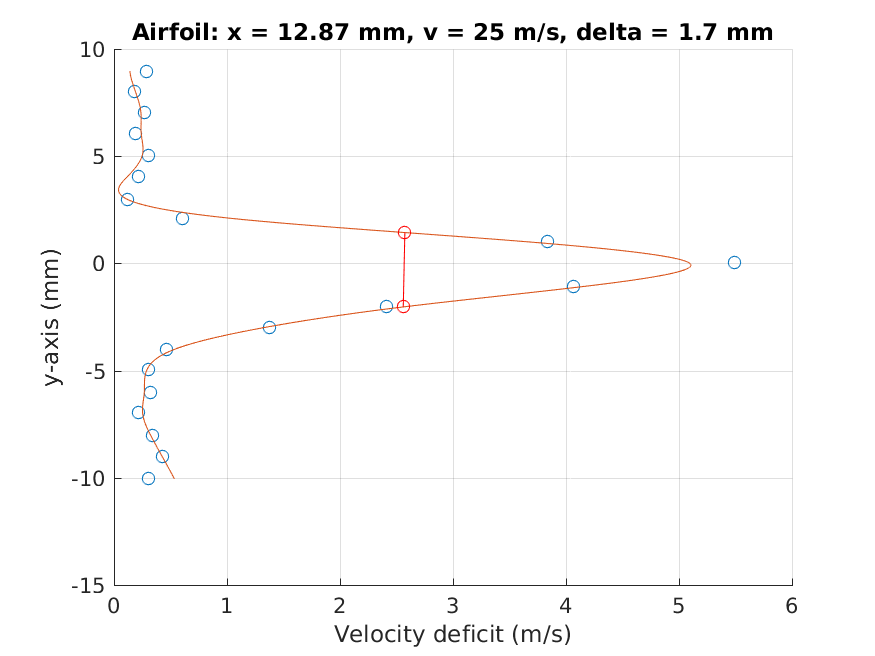 Airfoil: x = 12.87 mm, v = 25 m/s, delta = 1.7 mm
10
5
0
-5
-10
-15
y-axis (mm)
0 1 2 3 4 5 6
Velocity deficit (m/s)